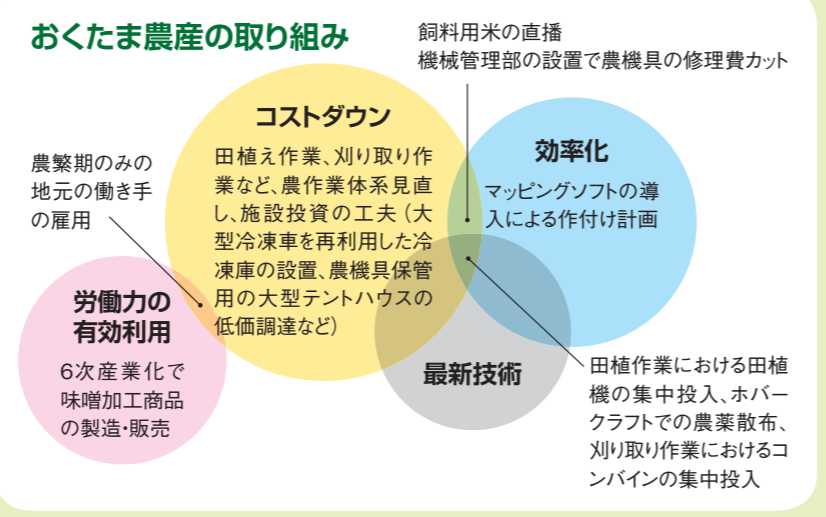 おくたま農産の取り組み
飼料用米の直播
機械管理部の設置で農機具の修理費カット
コストダウン
田植え作業、刈り取り作
業など、農作業体系見直
し、施設投資の工夫(大
型冷凍車を再利用した冷
凍庫の設置、農機具保管
用の大型テントハウスの
低価調達など)
効率化
マッピングソフトの導
入による作付け計画
農繁期のみの
地元の働き手
の雇用
労働力の
有効利用
6次産業化で
味噌加工商品
の製造・販売
最新技術
田植作業における田植
機の集中投入、ホバー
クラフトでの農薬散布、
刈り取り作業におけるコ
ンバインの集中投入